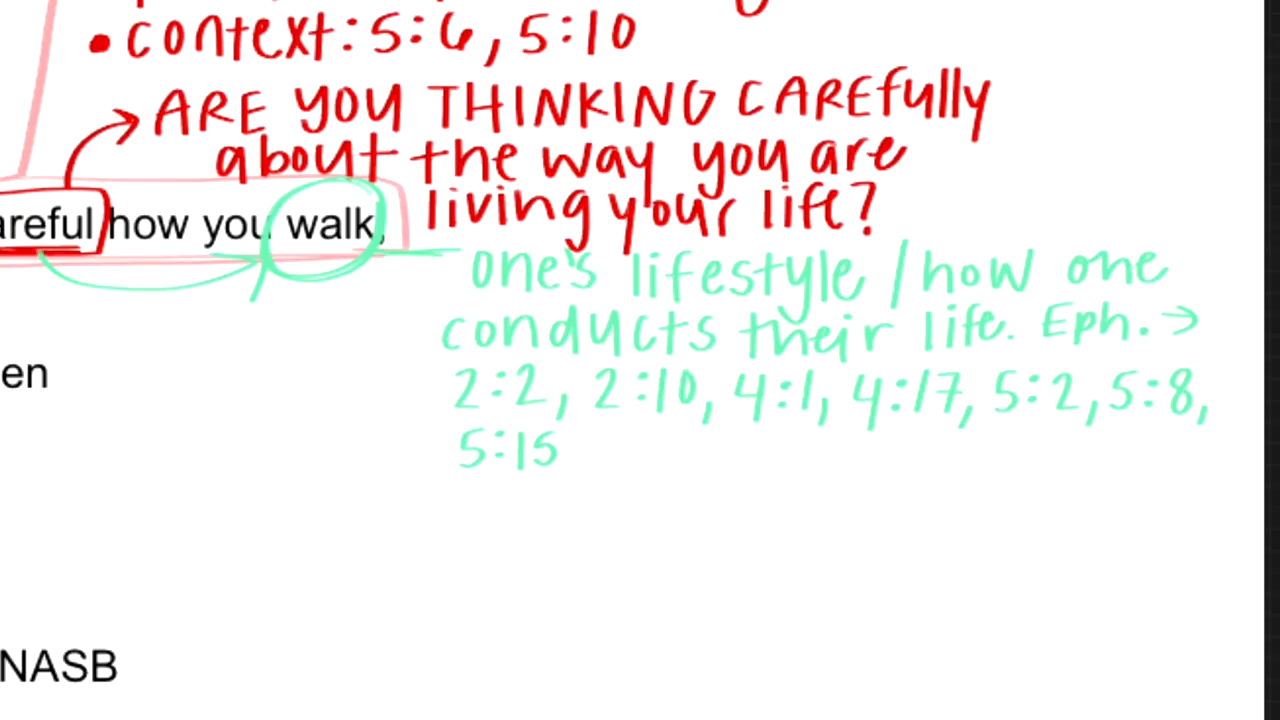 • context: 5:6, 5:10
→ ARE YOU THINKING CAREfully
about the way you are
living your life?
areful how you walk,
one's lifestyle / how one
conducts their life. Eph. →
2:2, 2:10, 4:1, 4:17, 5:2, 5:8,
5:15
en
NASB